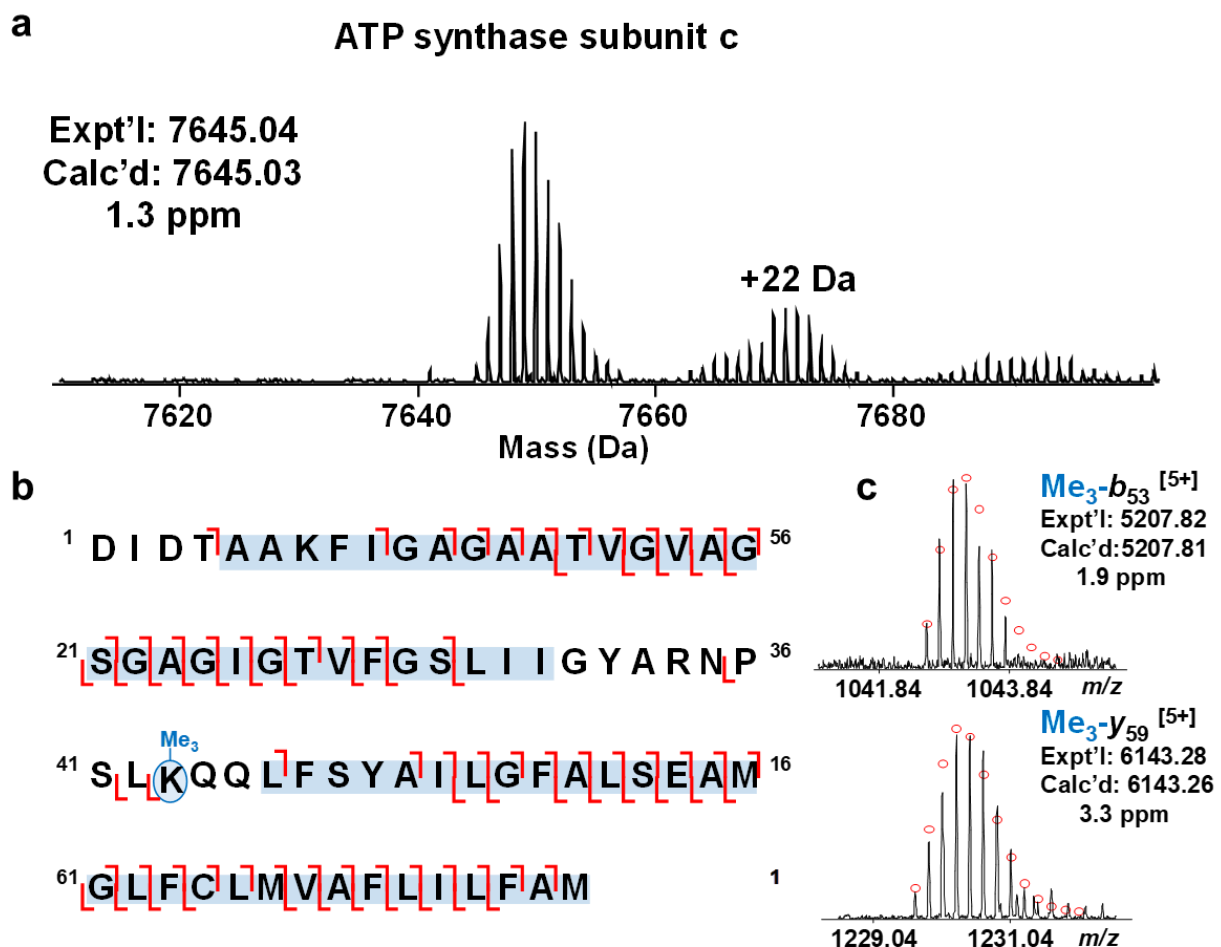 a
ATP synthase subunit c
Expt'l: 7645.04
Calc'd: 7645.03
1.3 ppm
+22 Da
7620 7640 7660 7680
Mass (Da)
b
1 D I D T A A K F I G A G A A T V G V A G 56
21 S G A G I G T V F G S L I I G Y A R N P 36
Me3
41 S L K Q Q L F S Y A I L G F A L S E A M 16
61 G L F C L M V A F L I L F A M 1
c
Me3-b53 [5+]
Expt'l: 5207.82
Calc'd:5207.81
1.9 ppm
1041.84 1043.84 m/z
Me3-y59 [5+]
Expt'l: 6143.28
Calc'd: 6143.26
3.3 ppm
1229.04 1231.04 m/z